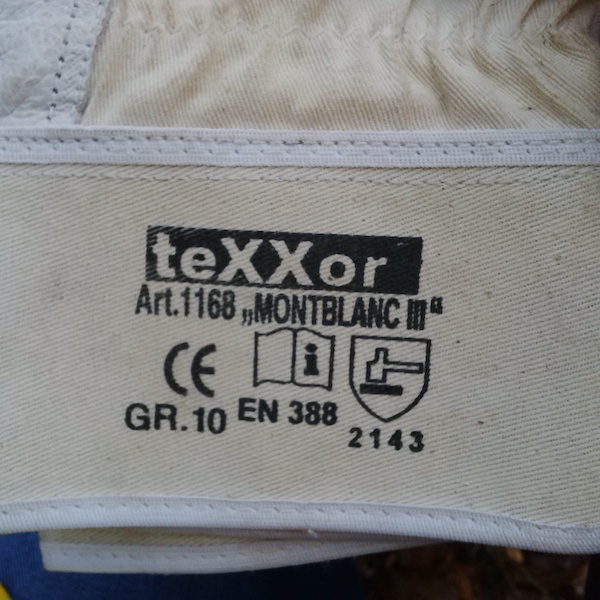 teXXor
Art.1168 „MONTBLANC III“
CE
i
GR.10 EN 388
2143